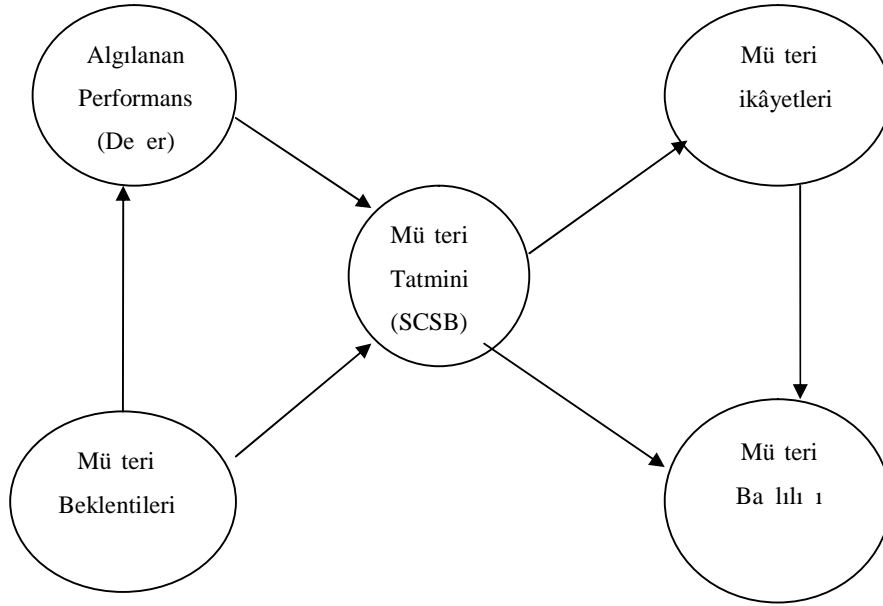 Algılanan
Performans
(De er)
Mü teri
ikâyetleri
Mü teri
Tatmini
(SCSB)
Mü teri
Beklentileri
Mü teri
Ba lılı ı